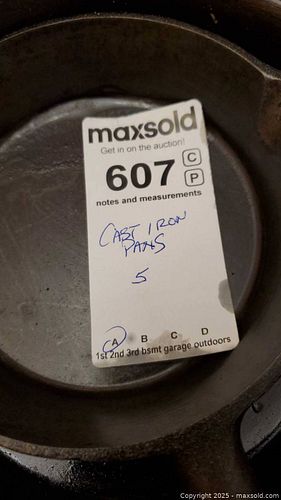 maxsold
Get in on the auction!
607 C
P
notes and measurements
CAST IRON
PANS
5
A B C D
1st 2nd 3rd bsmt garage outdoors
Copyright © 2025 - maxsold.com